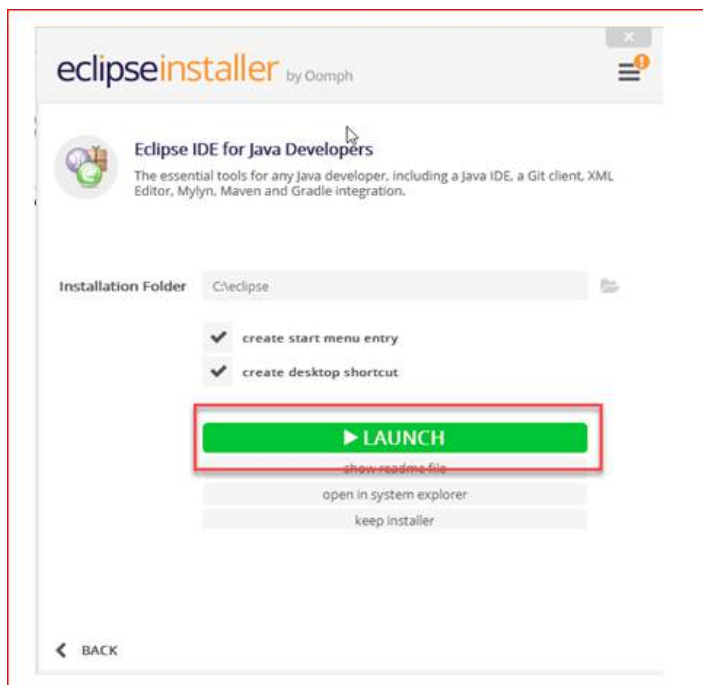 eclipseinstaller by Oomph
Eclipse IDE for Java Developers
The essential tools for any Java developer, including a Java IDE, a Git client, XML
Editor, Mylyn, Maven and Gradle integration.
Installation Folder C:\eclipse
create start menu entry
create desktop shortcut
LAUNCH
show readme file
open in system explorer
keep installer
BACK